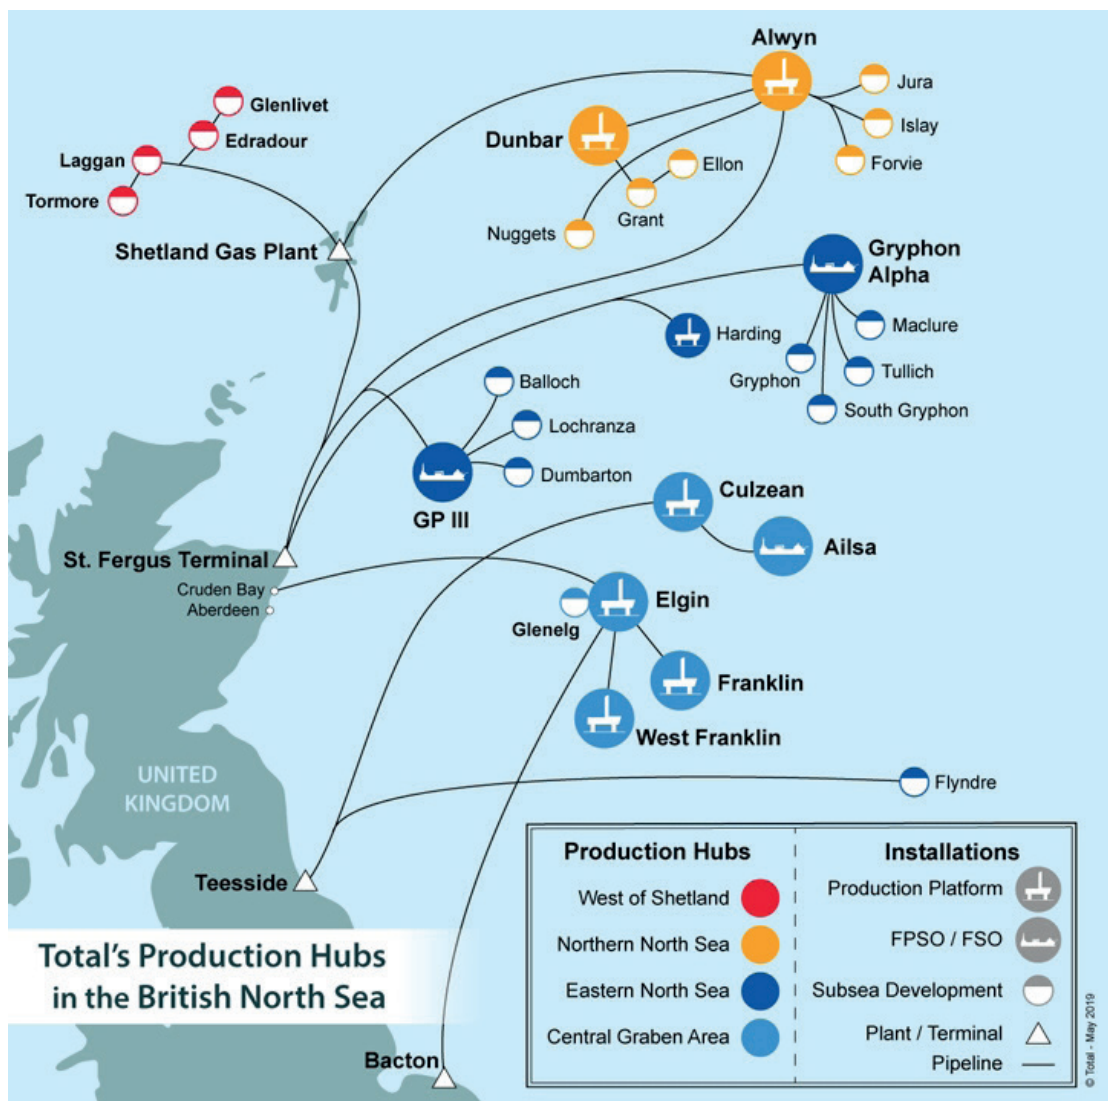 Alwyn
Jura
Glenlivet
Islay
Edradour
Dunbar
Laggan
Ellon
Forvie
Tormore
Grant
Nuggets
Shetland Gas Plant
Gryphon
Alpha
Maclure
Harding
Tullich
Gryphon
Balloch
South Gryphon
Lochranza
Dumbarton
Culzean
GP III
Ailsa
St. Fergus Terminal
Cruden Bay
Aberdeen
Elgin
Glenelg
Franklin
West Franklin
UNITED
KINGDOM
Flyndre
Teesside
Production Hubs
West of Shetland
Northern North Sea
Eastern North Sea
Central Graben Area
Installations
Production Platform
FPSO / FSO
Subsea Development
Plant / Terminal
Pipeline
Total's Production Hubs
in the British North Sea
Bacton
© Total - May 2019